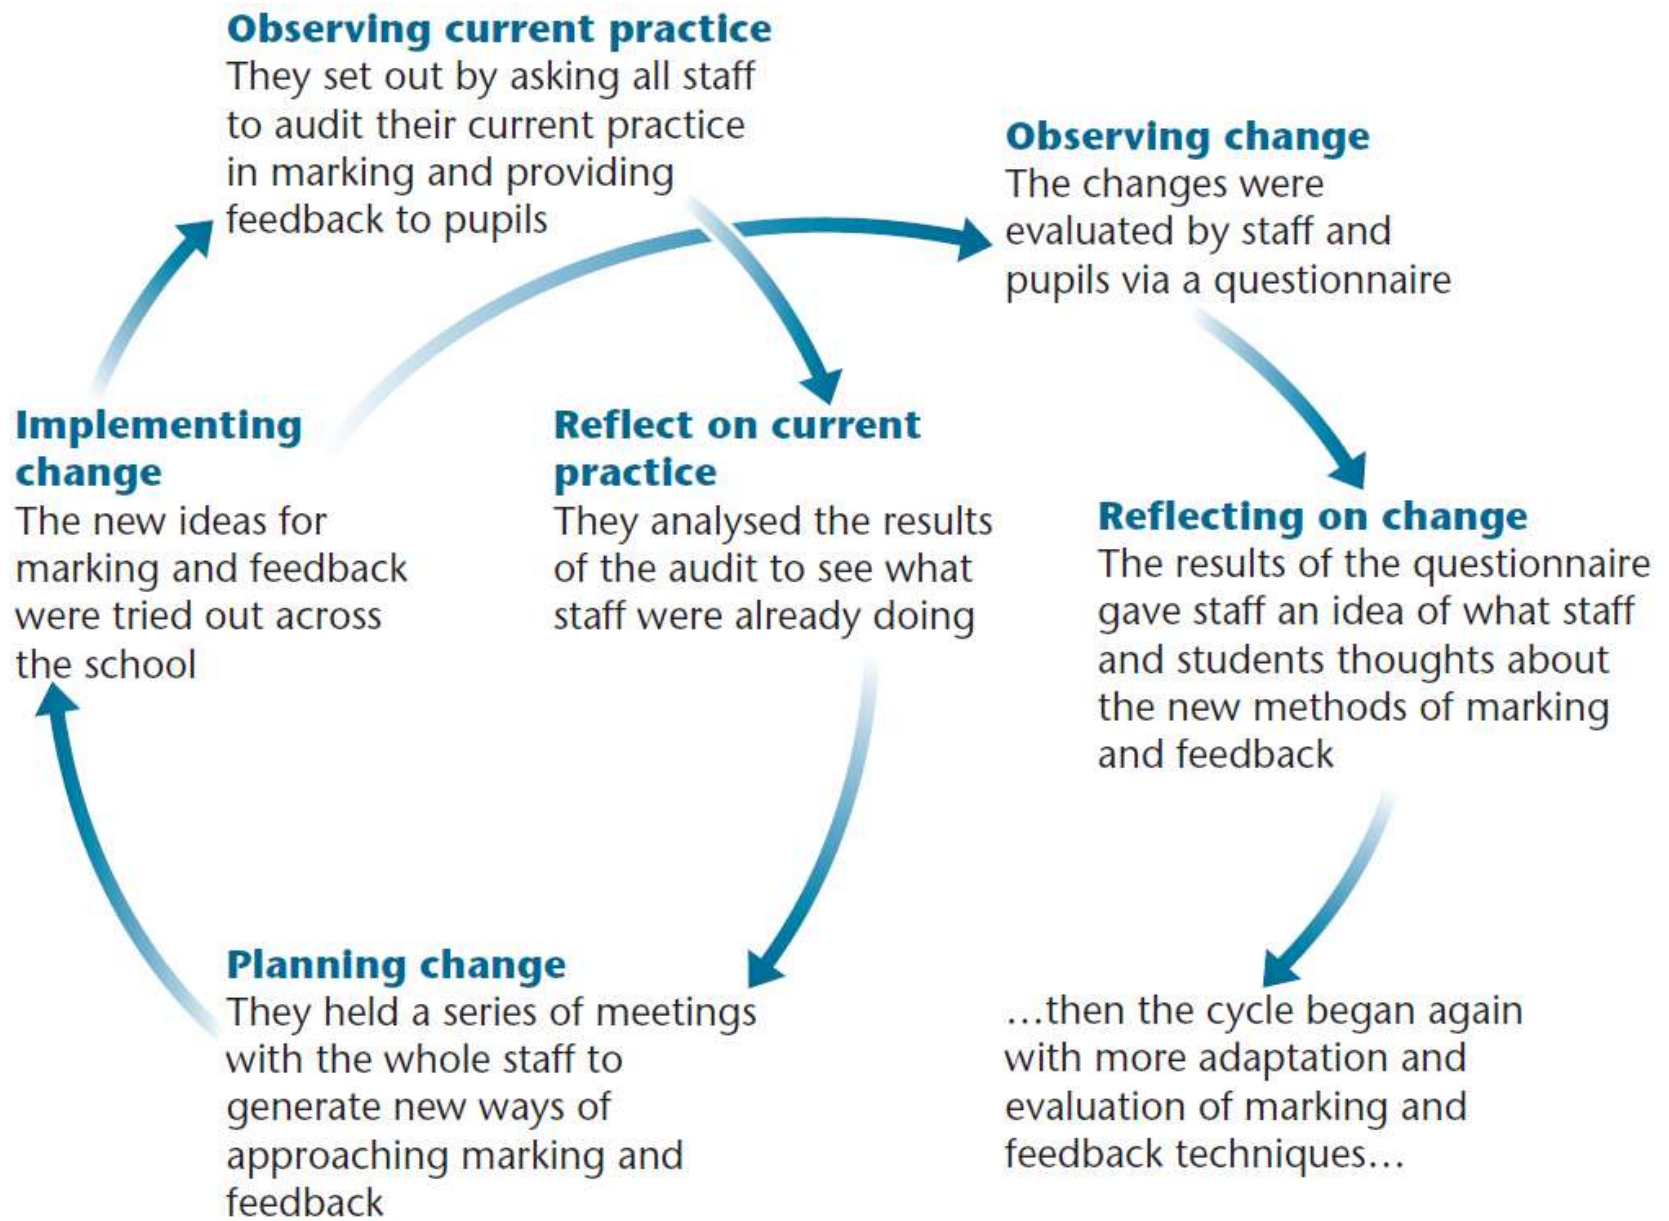 Observing current practice
They set out by asking all staff
to audit their current practice
in marking and providing
feedback to pupils
Observing change
The changes were
evaluated by staff and
pupils via a questionnaire
Implementing
change
The new ideas for
marking and feedback
were tried out across
the school
Reflect on current
practice
They analysed the results
of the audit to see what
staff were already doing
Reflecting on change
The results of the questionnaire
gave staff an idea of what staff
and students thoughts about
the new methods of marking
and feedback
Planning change
They held a series of meetings
with the whole staff to
generate new ways of
approaching marking and
feedback
…then the cycle began again
with more adaptation and
evaluation of marking and
feedback techniques…